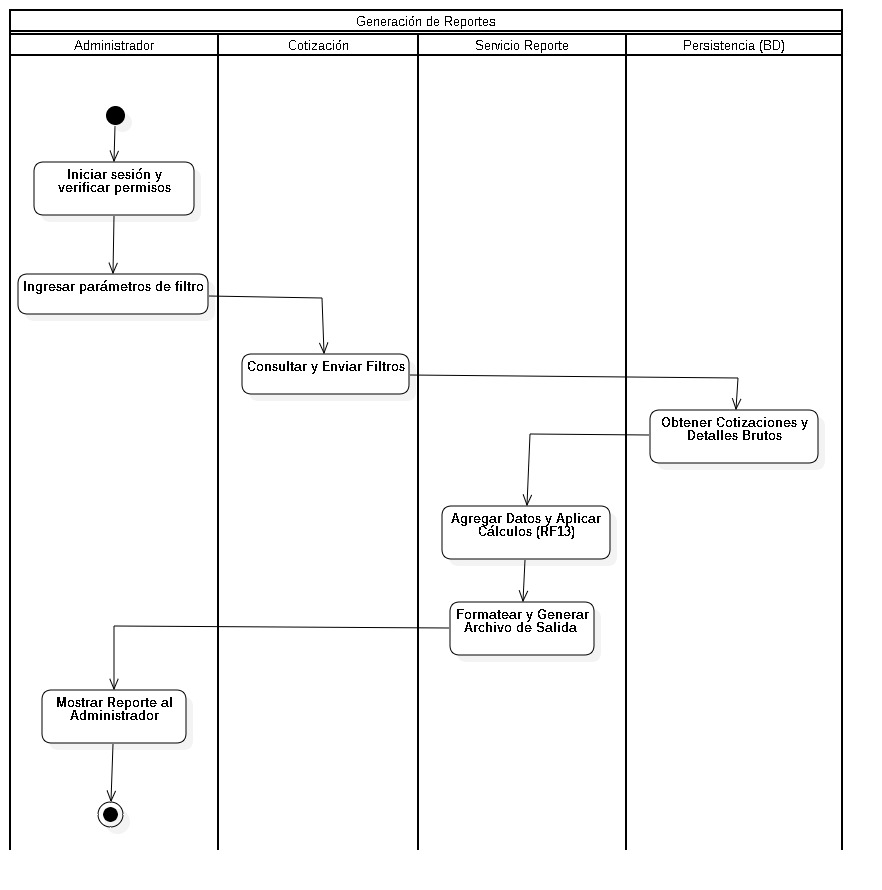 Generación de Reportes
Administrador
Cotización
Servicio Reporte
Persistencia (BD)
Iniciar sesión y
verificar permisos
Ingresar parámetros de filtro
Consultar y Enviar Filtros
Obtener Cotizaciones y
Detalles Brutos
Agregar Datos y Aplicar
Cálculos (RF13)
Formatear y Generar
Archivo de Salida
Mostrar Reporte al
Administrador